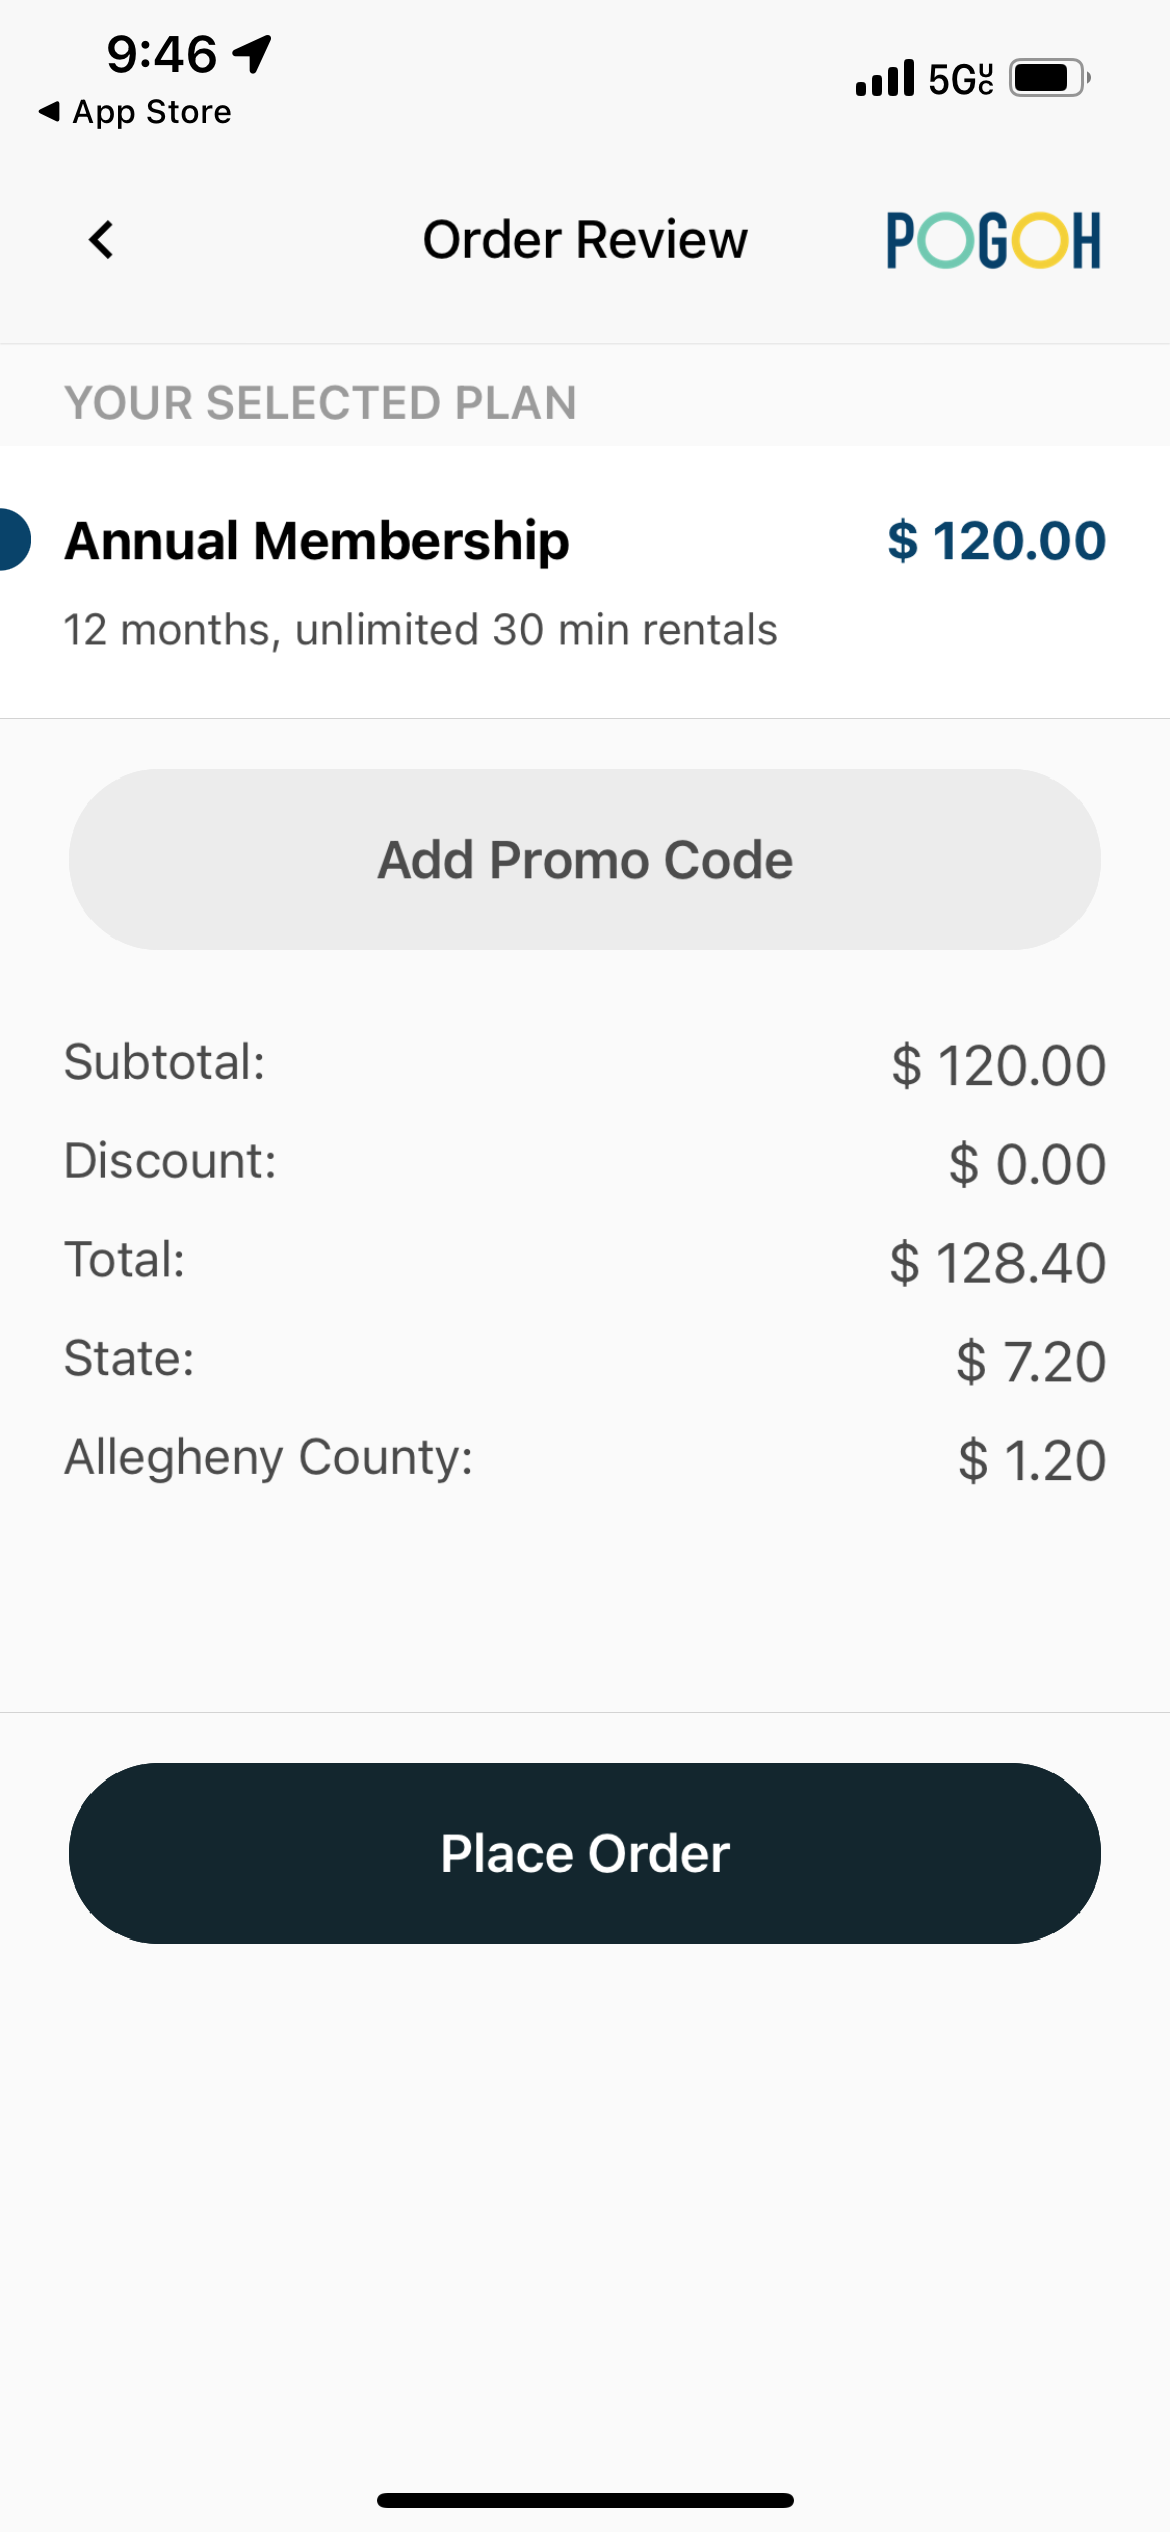 9:46
5G UC
◀ App Store
Order Review
POGOH
YOUR SELECTED PLAN
Annual Membership
$ 120.00
12 months, unlimited 30 min rentals
Add Promo Code
Subtotal:
$ 120.00
Discount:
$ 0.00
Total:
$ 128.40
State:
$ 7.20
Allegheny County:
$ 1.20
Place Order